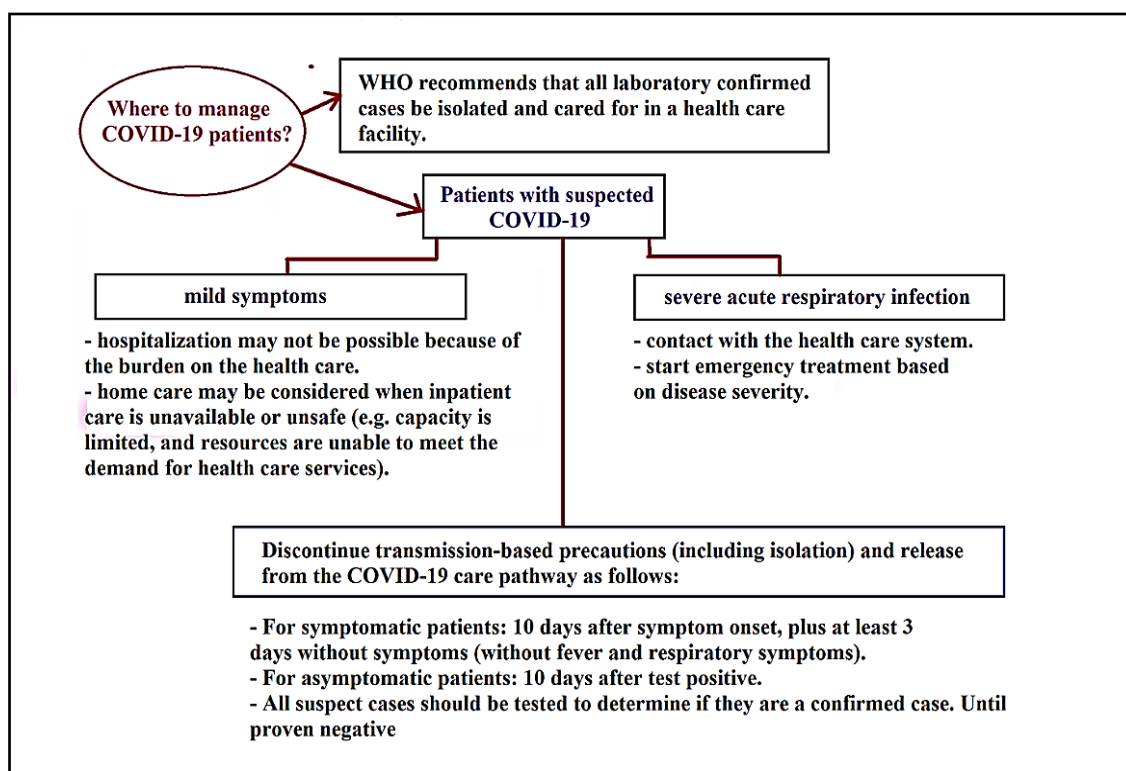 Where to manage
COVID-19 patients?
WHO recommends that all laboratory confirmed
cases be isolated and cared for in a health care
facility.
Patients with suspected
COVID-19
mild symptoms
- hospitalization may not be possible because of
the burden on the health care.
- home care may be considered when inpatient
care is unavailable or unsafe (e.g. capacity is
limited, and resources are unable to meet the
demand for health care services).
severe acute respiratory infection
- contact with the health care system.
- start emergency treatment based
on disease severity.
Discontinue transmission-based precautions (including isolation) and release
from the COVID-19 care pathway as follows:
- For symptomatic patients: 10 days after symptom onset, plus at least 3
days without symptoms (without fever and respiratory symptoms).
- For asymptomatic patients: 10 days after test positive.
- All suspect cases should be tested to determine if they are a confirmed case. Until
proven negative